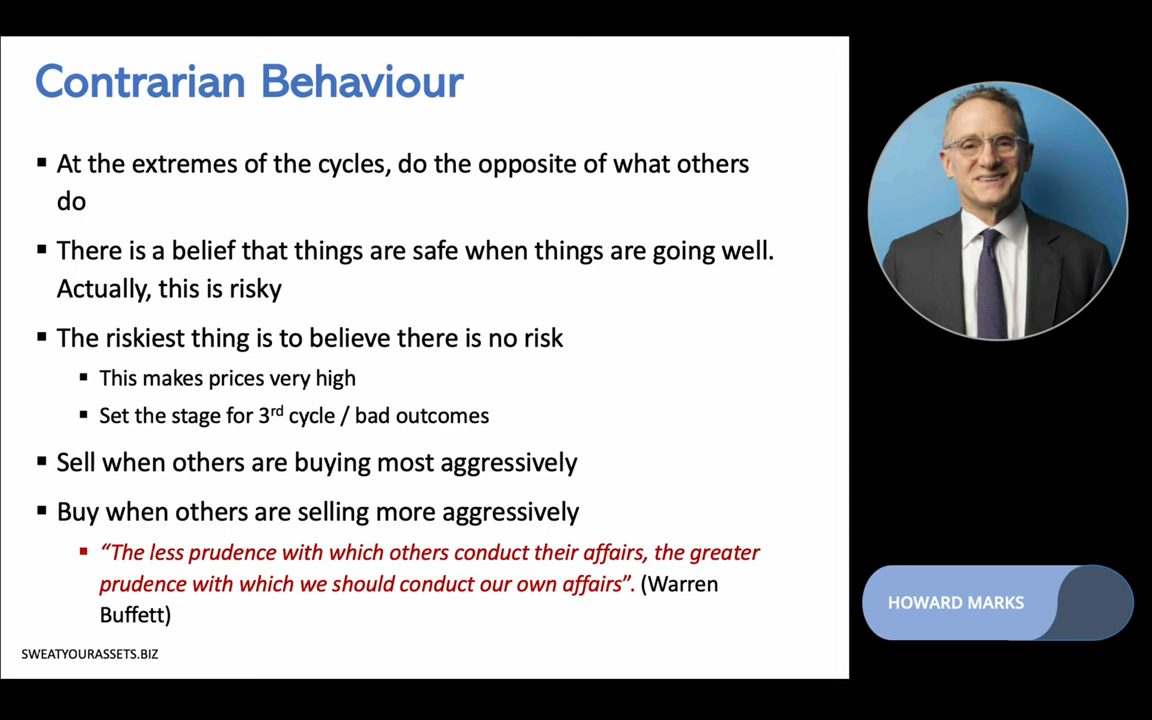 Contrarian Behaviour
▪ At the extremes of the cycles, do the opposite of what others
do
▪ There is a belief that things are safe when things are going well.
Actually, this is risky
▪ The riskiest thing is to believe there is no risk
▪ This makes prices very high
▪ Set the stage for 3rd cycle / bad outcomes
▪ Sell when others are buying most aggressively
▪ Buy when others are selling more aggressively
▪ “The less prudence with which others conduct their affairs, the greater
prudence with which we should conduct our own affairs”. (Warren
Buffett)
SWEATYOURASSETS.BIZ
HOWARD MARKS